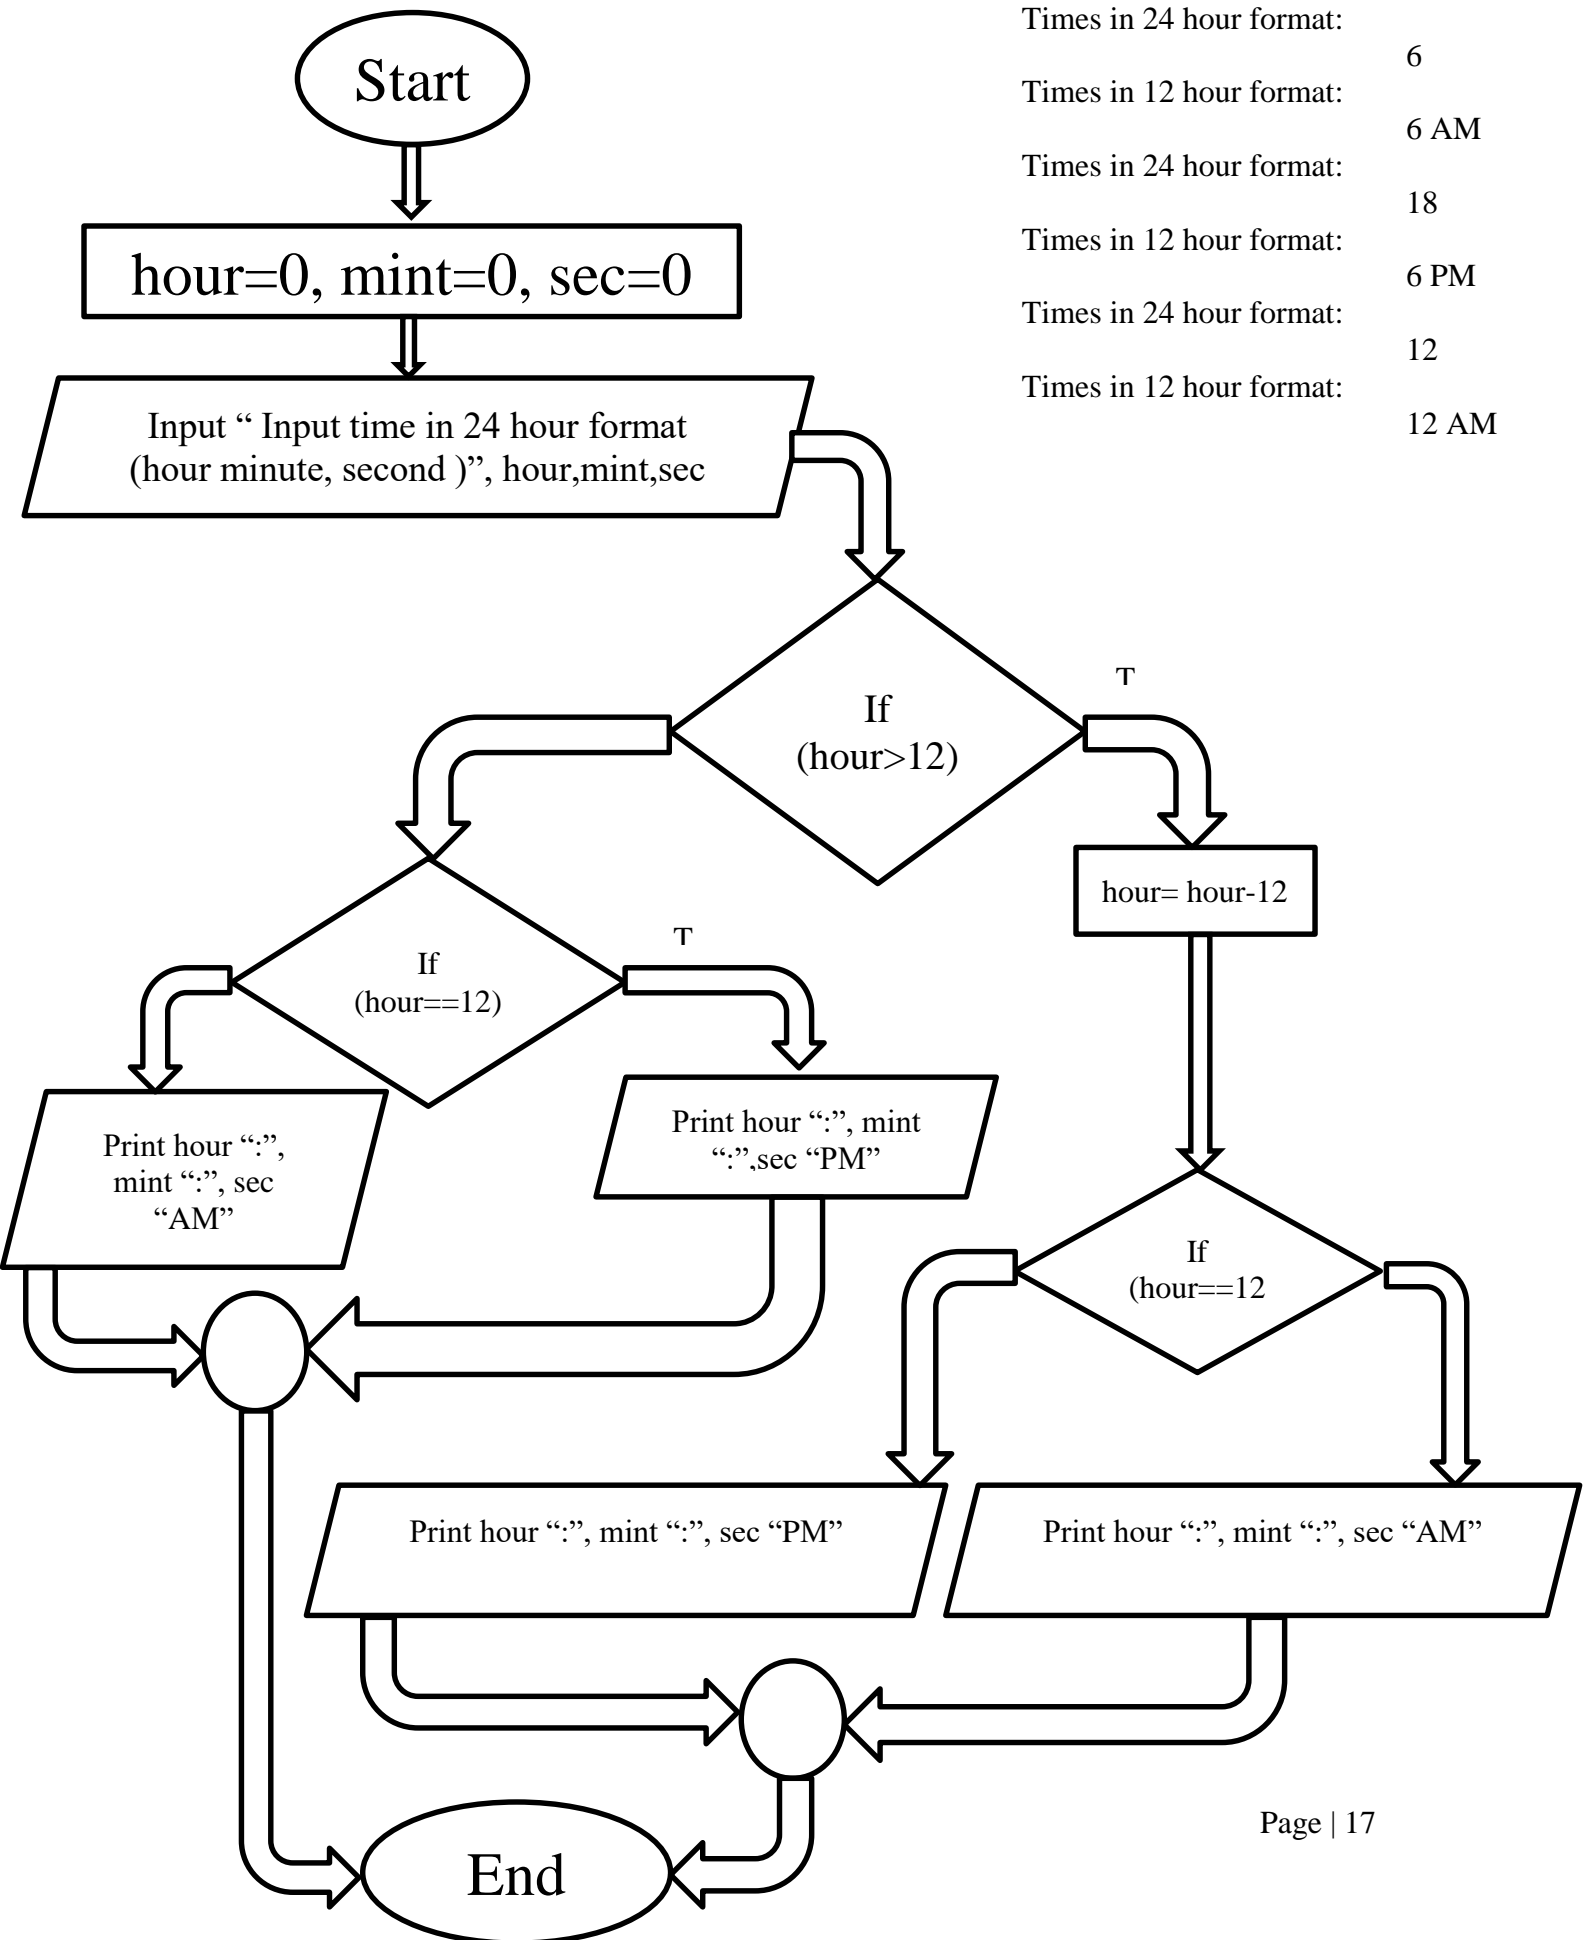 Times in 24 hour format:
6
Times in 12 hour format:
6 AM
Times in 24 hour format:
18
Times in 12 hour format:
6 PM
Times in 24 hour format:
12
Times in 12 hour format:
12 AM
Start
hour=0, mint=0, sec=0
Input “ Input time in 24 hour format
(hour minute, second )”, hour,mint,sec
If
(hour>12)
T
hour= hour-12
If
(hour==12)
T
Print hour “:”,
mint “:”, sec
“AM”
Print hour “:”, mint
“:”,sec “PM”
If
(hour==12
Print hour “:”, mint “:”, sec “PM”
Print hour “:”, mint “:”, sec “AM”
End
Page | 17